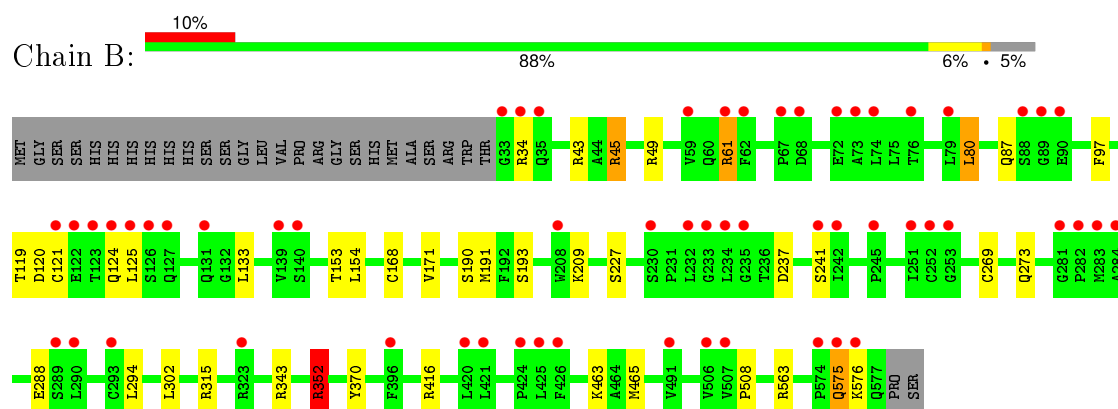 10%
Chain B:
88% 6% • 5%
MET GLY SER SER HIS HIS HIS HIS HIS HIS SER SER GLY LEU VAL PRO ARG GLY SER HIS MET ALA SER ARG TRP THR G33 R34 Q35 R43 A44 R45 R49 V59 Q60 R61 F62 P67 D68 E72 A73 L74 L75 T76 L79 L80 Q87 S88 G89 E90 F97
T119 D120 C121 E122 T123 Q124 L125 S126 Q127 Q131 G132 L133 V139 S140 T153 L154 C168 V171 S190 M191 F192 S193 W208 K209 S227 S230 P231 L232 G233 L234 G235 T236 D237 S241 I242 P245 I251 C252 G253 C269 Q273 G281 P282 M283 A284
E288 S289 L290 C293 L294 L302 R315 R323 R343 R352 Y370 F396 R416 L420 L421 P424 L425 F426 K463 A464 M465 V491 V506 V507 P508 R563 P574 Q575 K576 Q577 PRO SER